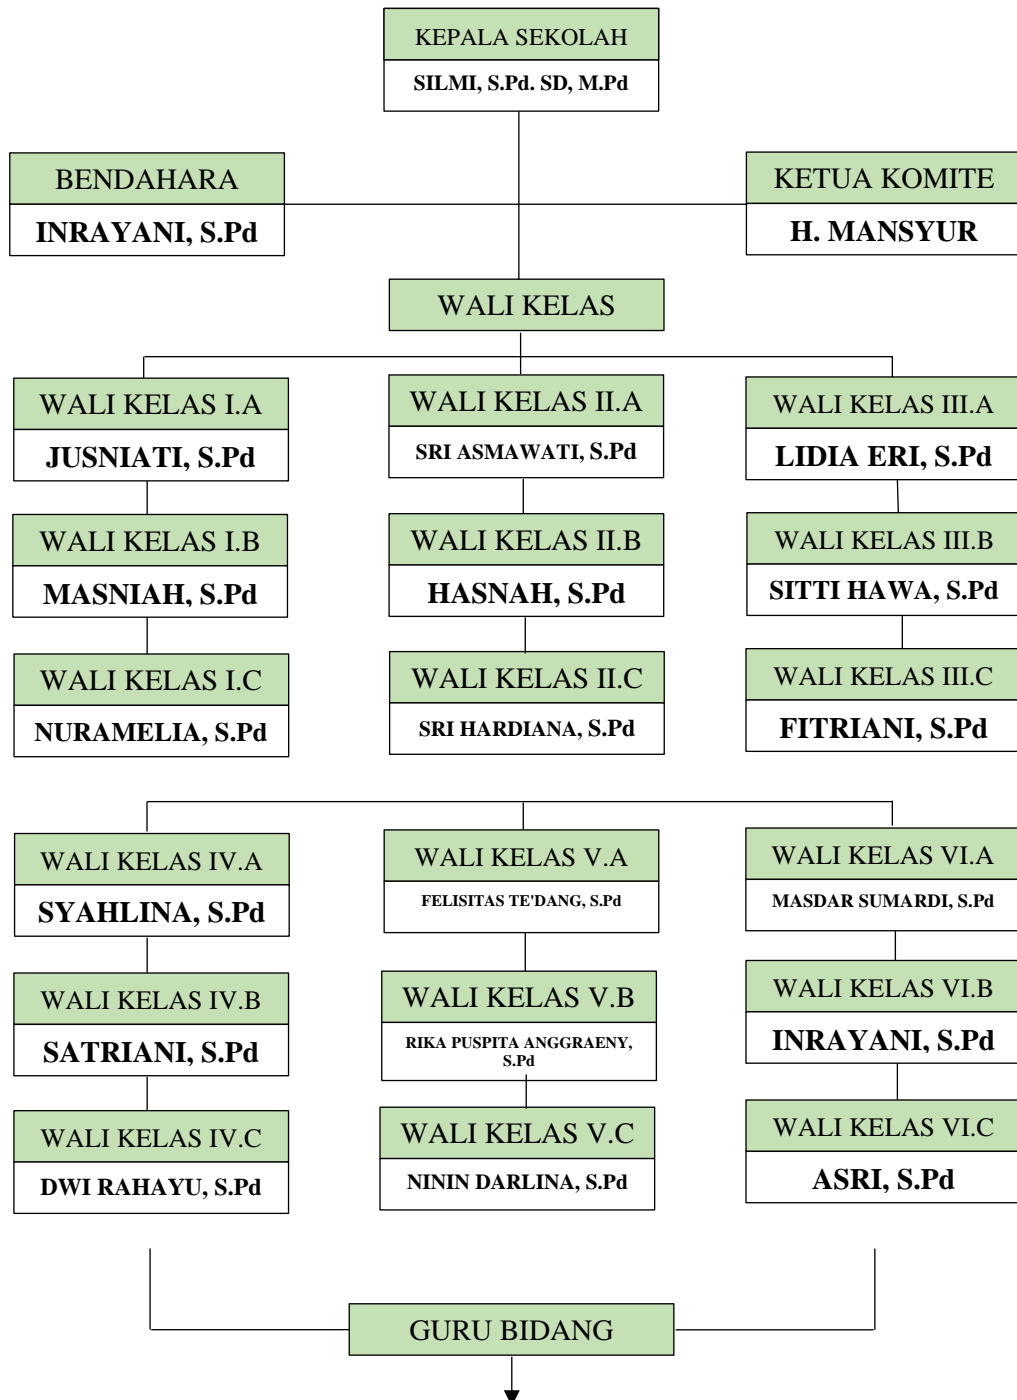 KEPALA SEKOLAH
SILMI, S.Pd. SD, M.Pd
BENDAHARA
INRAYANI, S.Pd
KETUA KOMITE
H. MANSYUR
WALI KELAS
WALI KELAS I.A
JUSNIATI, S.Pd
WALI KELAS II.A
SRI ASMAWATI, S.Pd
WALI KELAS III.A
LIDIA ERI, S.Pd
WALI KELAS I.B
MASNIAH, S.Pd
WALI KELAS II.B
HASNAH, S.Pd
WALI KELAS III.B
SITTI HAWA, S.Pd
WALI KELAS I.C
NURAMELIA, S.Pd
WALI KELAS II.C
SRI HARDIANA, S.Pd
WALI KELAS III.C
FITRIANI, S.Pd
WALI KELAS IV.A
SYAHLINA, S.Pd
WALI KELAS V.A
FELISITAS TE'DANG, S.Pd
WALI KELAS VI.A
MASDAR SUMARDI, S.Pd
WALI KELAS IV.B
SATRIANI, S.Pd
WALI KELAS V.B
RIKA PUSPITA ANGGRAENY,
S.Pd
WALI KELAS VI.B
INRAYANI, S.Pd
WALI KELAS IV.C
DWI RAHAYU, S.Pd
WALI KELAS V.C
NININ DARLINA, S.Pd
WALI KELAS VI.C
ASRI, S.Pd
GURU BIDANG